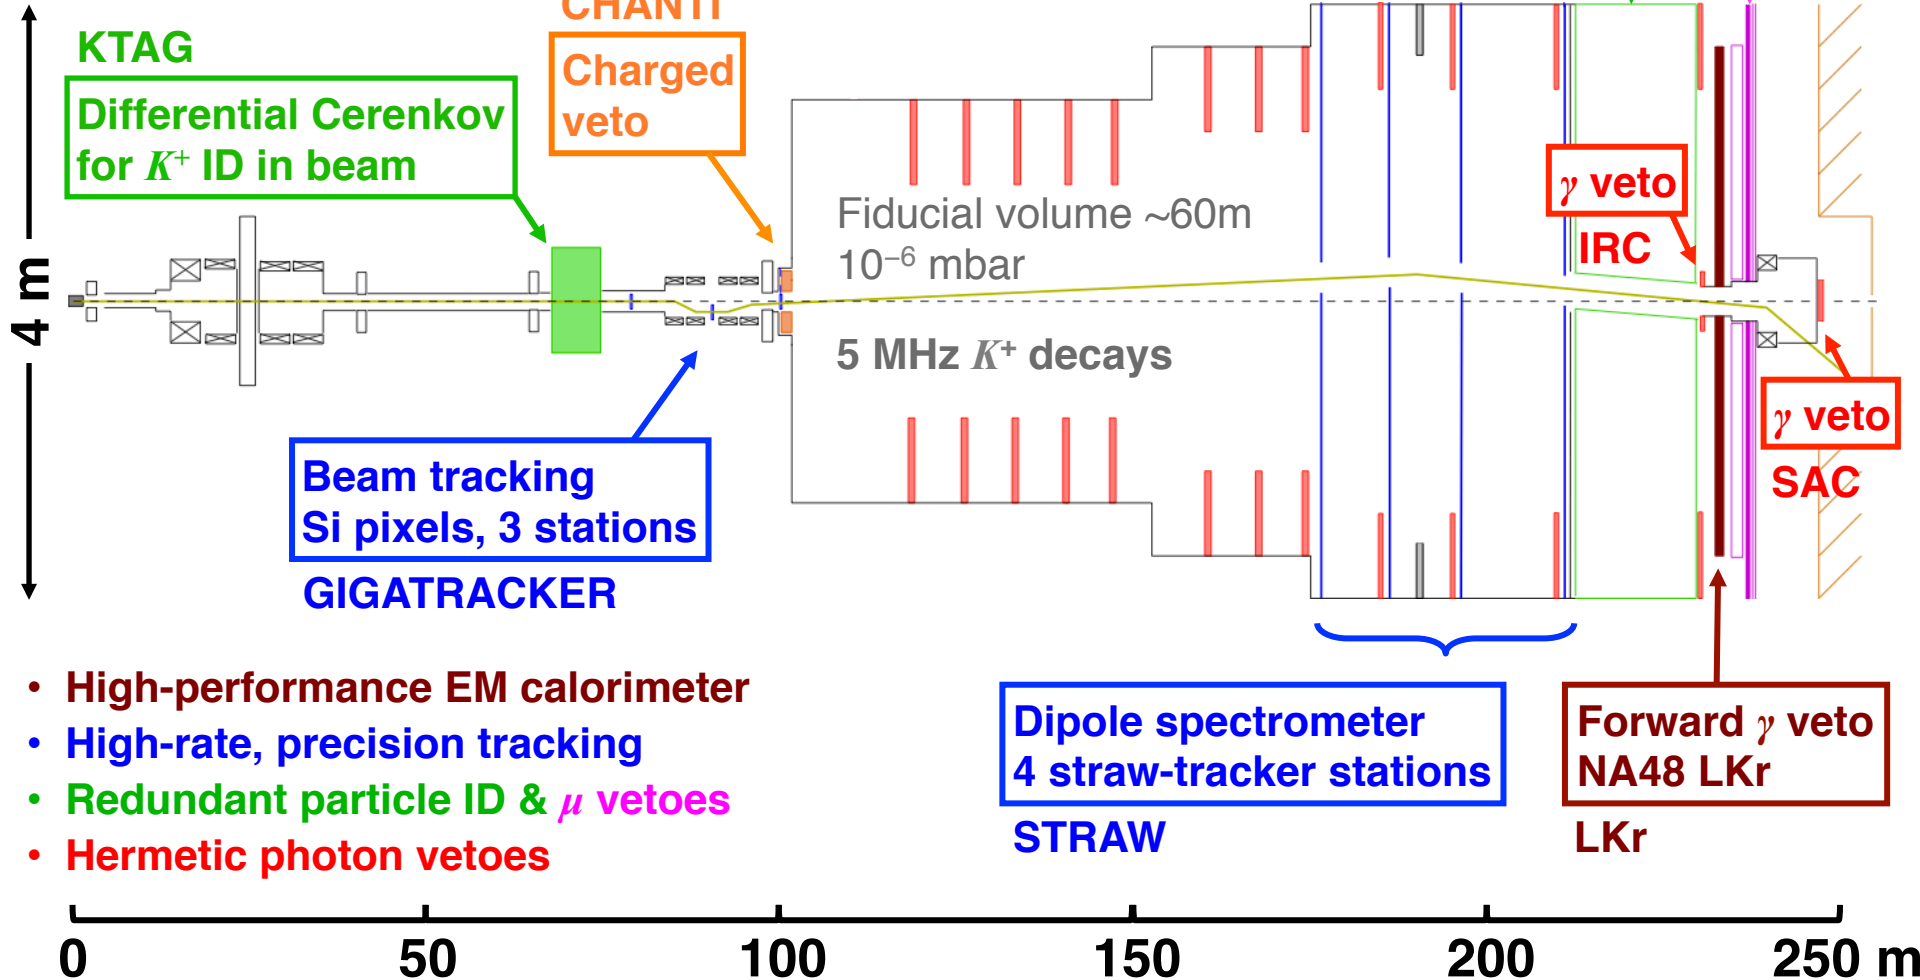 CHANTI
KTAG
Charged
veto
Differential Cerenkov
for K⁺ ID in beam
γ veto
IRC
Fiducial volume ~60m
10⁻⁶ mbar
4 m
5 MHz K⁺ decays
γ veto
SAC
Beam tracking
Si pixels, 3 stations
GIGATRACKER
• High-performance EM calorimeter
• High-rate, precision tracking
• Redundant particle ID & μ vetoes
• Hermetic photon vetoes
Dipole spectrometer
4 straw-tracker stations
STRAW
Forward γ veto
NA48 LKr
LKr
0 50 100 150 200 250 m